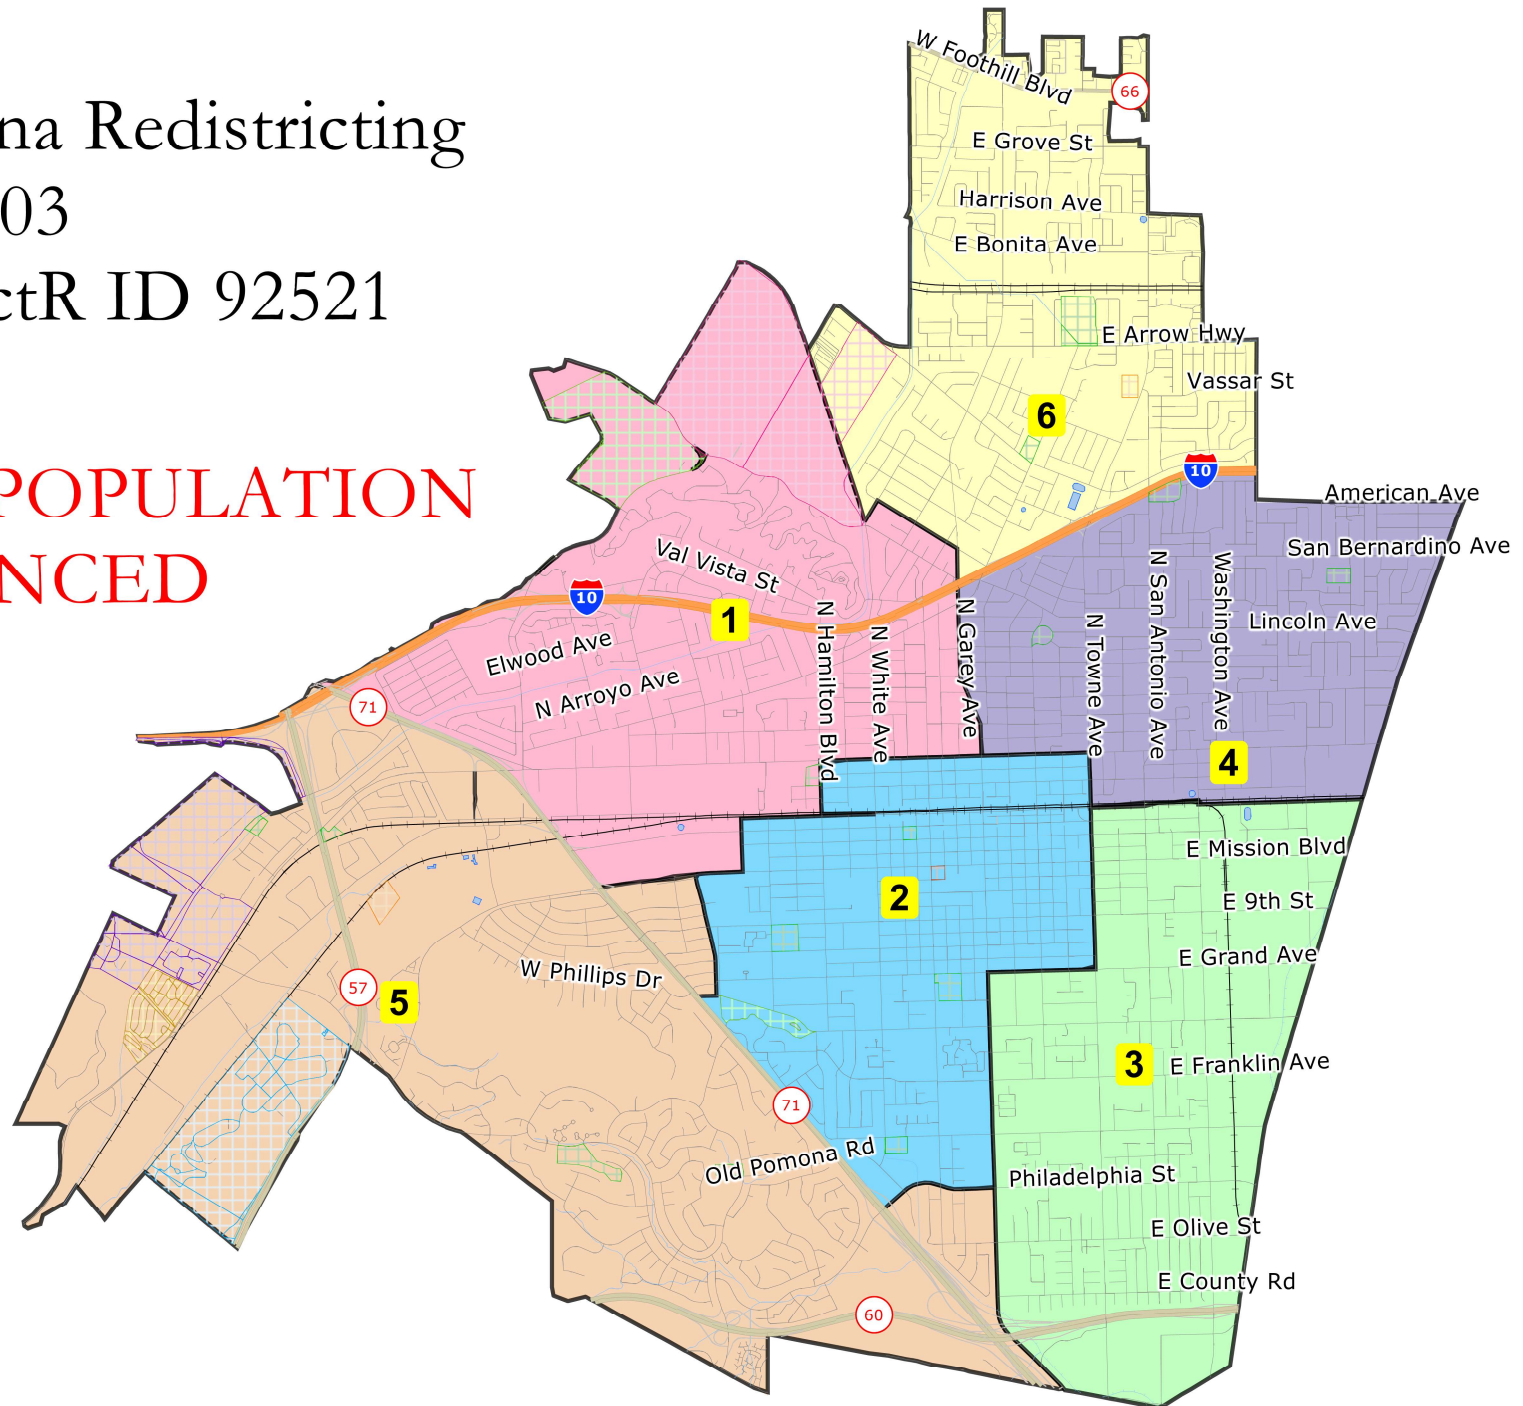 na Redistricting
03
ctR ID 92521
POPULATION
NCED
W Foothill Blvd
66
E Grove St
Harrison Ave
E Bonita Ave
E Arrow Hwy
Vassar St
6
10
American Ave
San Bernardino Ave
Val Vista St
10
1
Elwood Ave
N Arroyo Ave
N Hamilton Blvd
N White Ave
N Garey Ave
N Towne Ave
N San Antonio Ave
Washington Ave
Lincoln Ave
71
4
E Mission Blvd
2
E 9th St
E Grand Ave
W Phillips Dr
57
5
3
E Franklin Ave
71
Old Pomona Rd
Philadelphia St
E Olive St
E County Rd
60